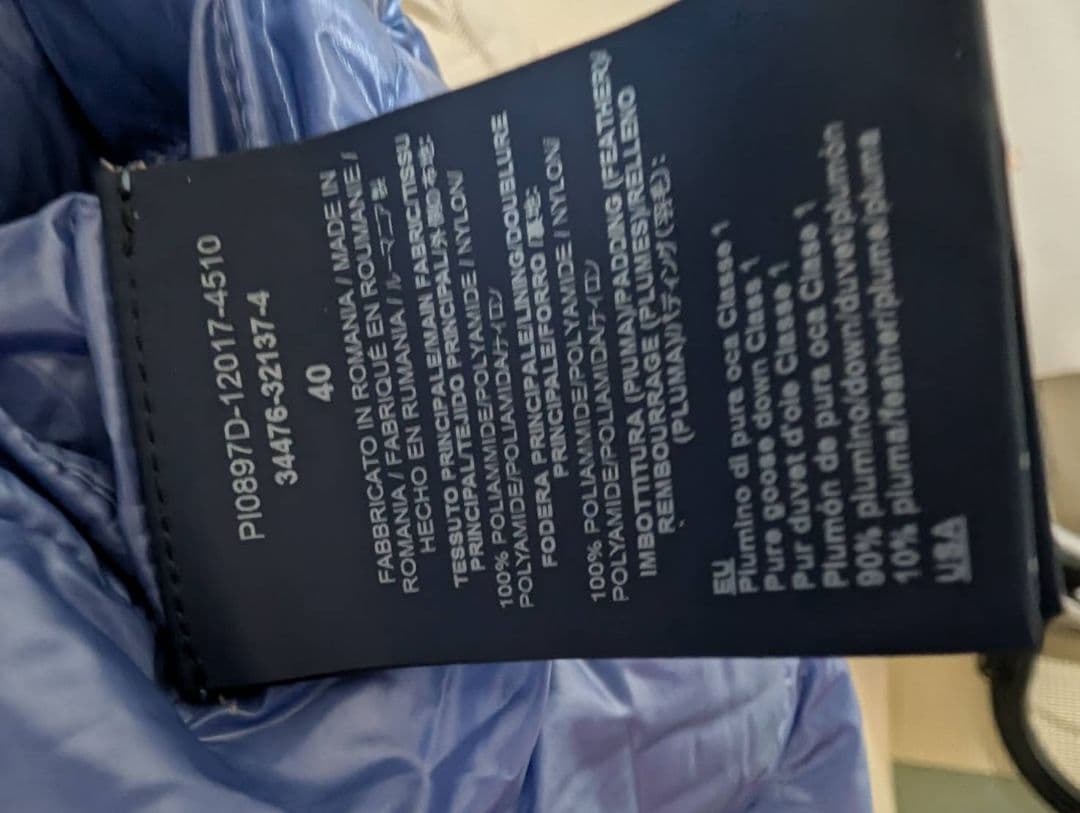 PI0897D-12017-4510
34476-32137-4
40
FABBRICATO IN ROMANIA / MADE IN
ROMANIA / FABRIQUÉ EN ROUMANIE /
HECHO EN RUMANIA / ルーマニア製
TESSUTO PRINCIPALE/MAIN FABRIC/TISSU
PRINCIPAL/TEJIDO PRINCIPAL/外側の布地:
100% POLIAMMIDE/POLYAMIDE / NYLON/
POLYAMIDE/POLIAMIDA/ナイロン
FODERA PRINCIPALE/LINING/DOUBLURE
PRINCIPALE/FORRO /裏地:
100% POLIAMMIDE/POLYAMIDE / NYLON/
POLYAMIDE/POLIAMIDA/ナイロン
IMBOTTITURA (PIUMA)/PADDING (FEATHER)/
REMBOURRAGE (PLUMES)/RELLENO
(PLUMA)/パディング (羽毛):
EU
Piumino di pura oca Classe 1
Pure goose down Class 1
Pur duvet d'oie Classe 1
Plumón de pura oca Clase 1
90% piumino/down/duvet/plumón
10% piuma/feather/plume/pluma
USA